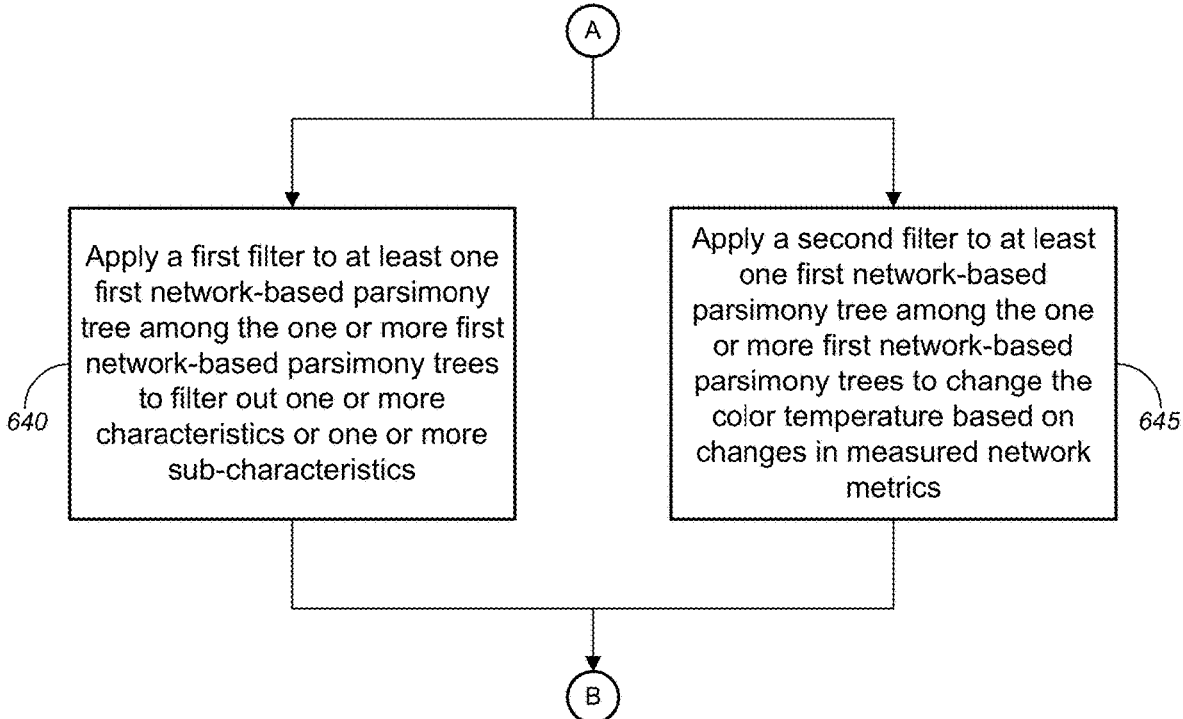 A
Apply a first filter to at least one
first network-based parsimony
tree among the one or more first
network-based parsimony trees
to filter out one or more
characteristics or one or more
sub-characteristics
640
Apply a second filter to at least
one first network-based
parsimony tree among the one
or more first network-based
parsimony trees to change the
color temperature based on
changes in measured network
metrics
645
B